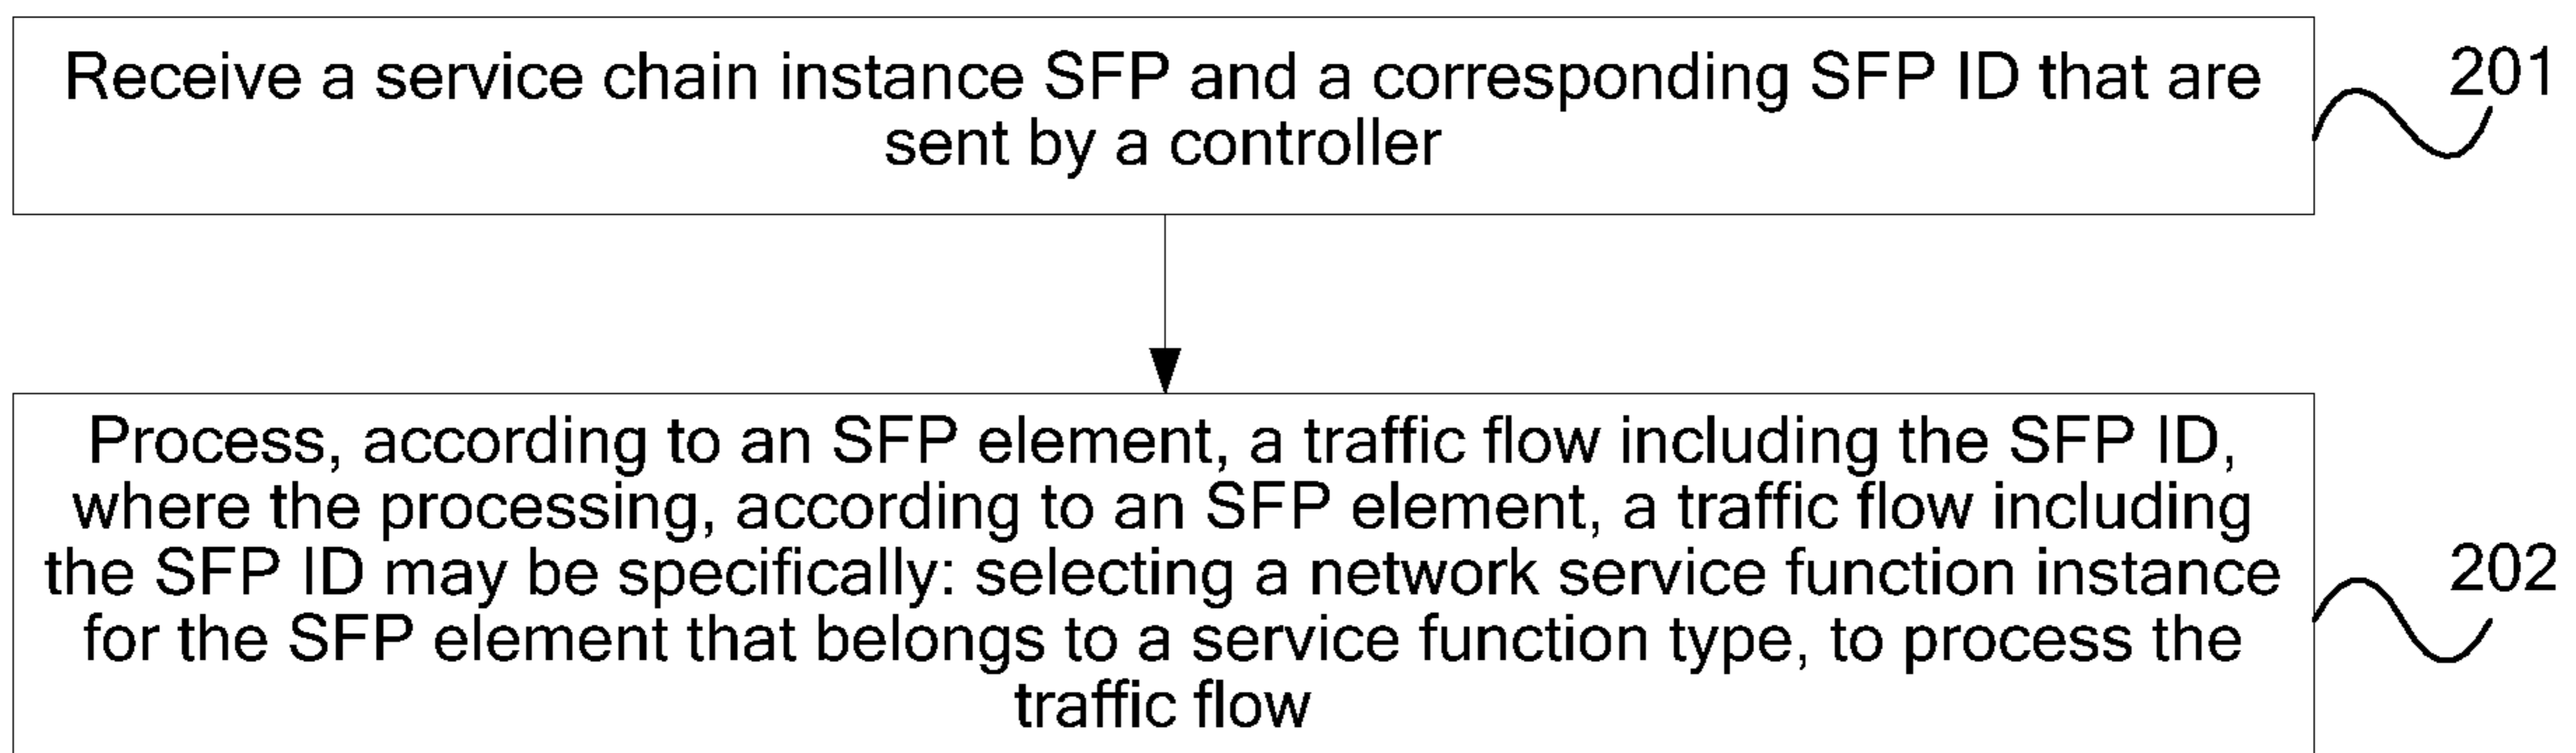 Receive a service chain instance SFP and a corresponding SFP ID that are
sent by a controller
201
Process, according to an SFP element, a traffic flow including the SFP ID,
where the processing, according to an SFP element, a traffic flow including
the SFP ID may be specifically: selecting a network service function instance
for the SFP element that belongs to a service function type, to process the
traffic flow
202